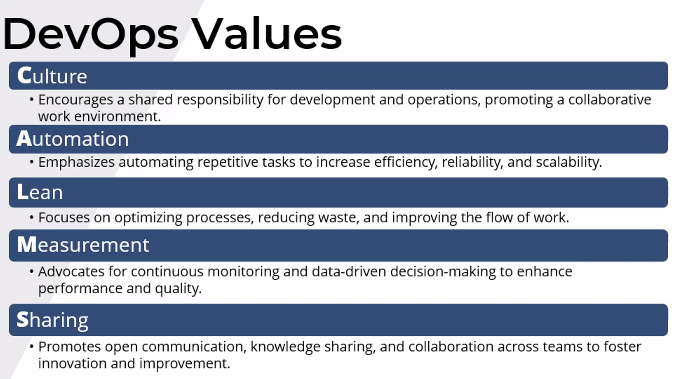 DevOps Values
Culture
• Encourages a shared responsibility for development and operations, promoting a collaborative
work environment.
Automation
• Emphasizes automating repetitive tasks to increase efficiency, reliability, and scalability.
Lean
• Focuses on optimizing processes, reducing waste, and improving the flow of work.
Measurement
• Advocates for continuous monitoring and data-driven decision-making to enhance
performance and quality.
Sharing
• Promotes open communication, knowledge sharing, and collaboration across teams to foster
innovation and improvement.